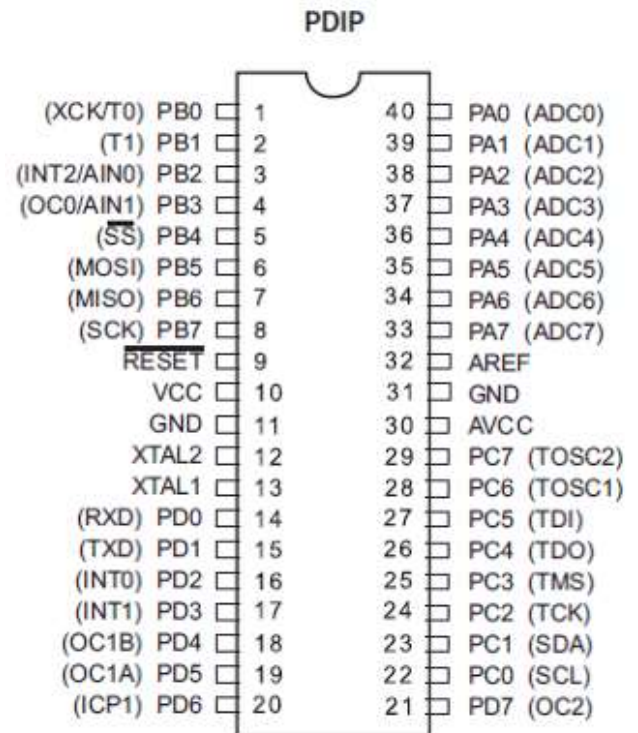 PDIP
(XCK/T0) PB0 1 40 PA0 (ADC0)
(T1) PB1 2 39 PA1 (ADC1)
(INT2/AIN0) PB2 3 38 PA2 (ADC2)
(OC0/AIN1) PB3 4 37 PA3 (ADC3)
(SS) PB4 5 36 PA4 (ADC4)
(MOSI) PB5 6 35 PA5 (ADC5)
(MISO) PB6 7 34 PA6 (ADC6)
(SCK) PB7 8 33 PA7 (ADC7)
RESET 9 32 AREF
VCC 10 31 GND
GND 11 30 AVCC
XTAL2 12 29 PC7 (TOSC2)
XTAL1 13 28 PC6 (TOSC1)
(RXD) PD0 14 27 PC5 (TDI)
(TXD) PD1 15 26 PC4 (TDO)
(INT0) PD2 16 25 PC3 (TMS)
(INT1) PD3 17 24 PC2 (TCK)
(OC1B) PD4 18 23 PC1 (SDA)
(OC1A) PD5 19 22 PC0 (SCL)
(ICP1) PD6 20 21 PD7 (OC2)